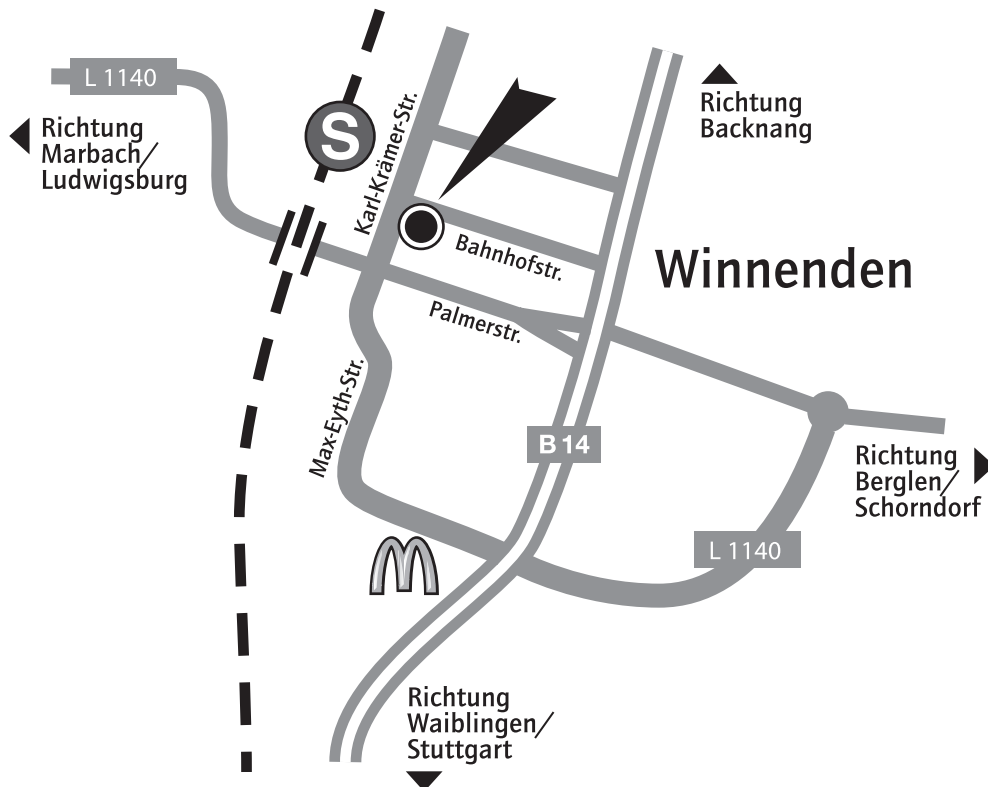 L 1140
Richtung
Marbach/
Ludwigsburg
S
Karl-Krämer-Str.
Richtung
Backnang
Bahnhofstr.
Winnenden
Palmerstr.
Max-Eyth-Str.
B 14
Richtung
Berglen/
Schorndorf
L 1140
Richtung
Waiblingen/
Stuttgart